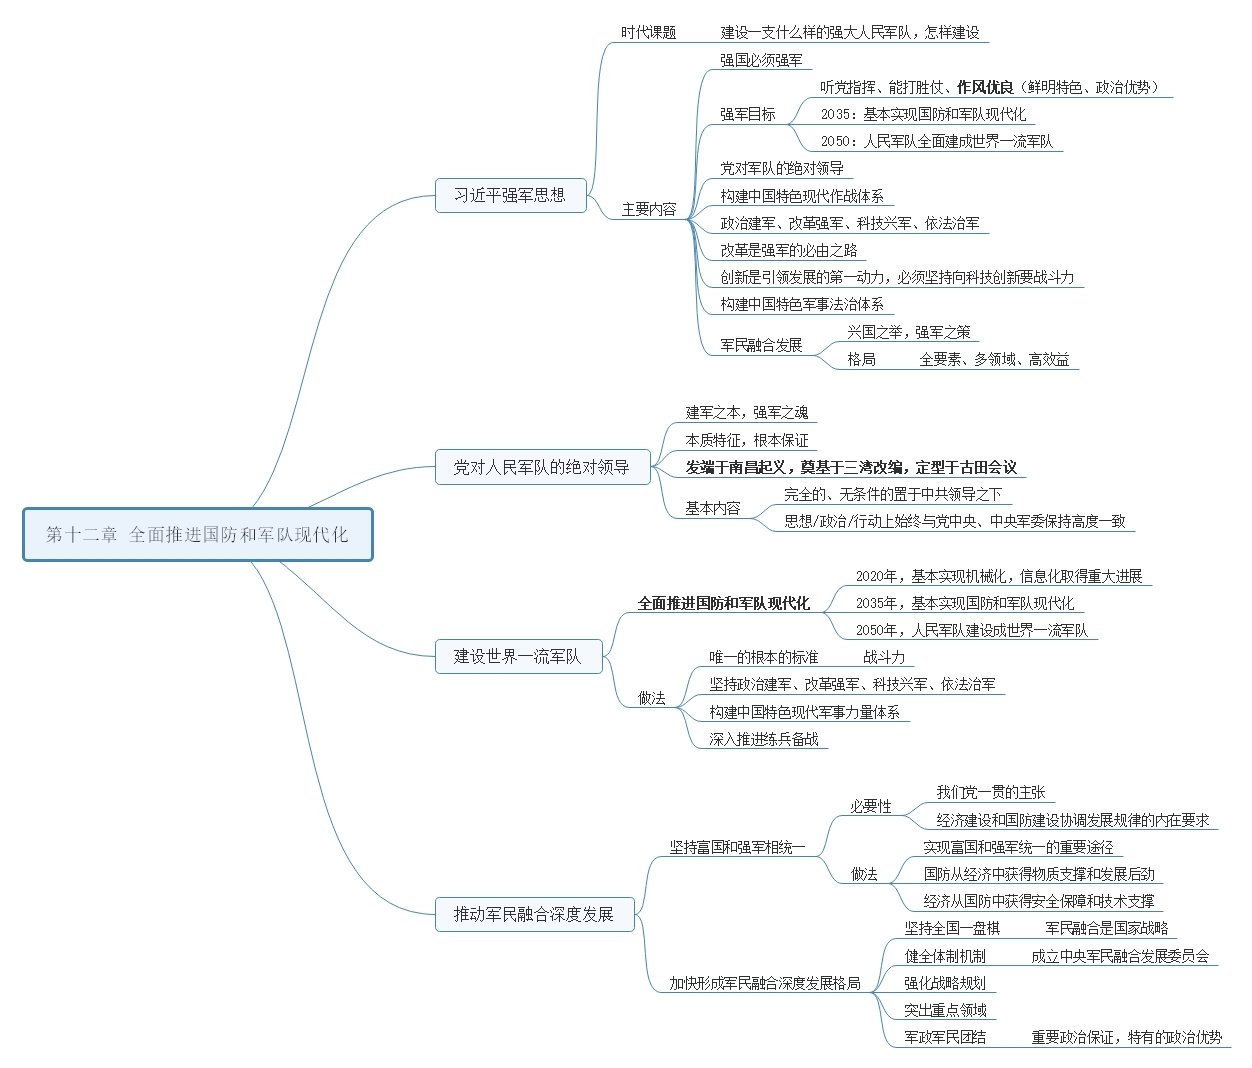 第十二章 全面推进国防和军队现代化
习近平强军思想
时代课题
建设一支什么样的强大人民军队，怎样建设
主要内容
强国必须强军
强军目标
听党指挥、能打胜仗、作风优良（鲜明特色、政治优势）
2035：基本实现国防和军队现代化
2050：人民军队全面建成世界一流军队
党对军队的绝对领导
构建中国特色现代作战体系
政治建军、改革强军、科技兴军、依法治军
改革是强军的必由之路
创新是引领发展的第一动力，必须坚持向科技创新要战斗力
构建中国特色军事法治体系
军民融合发展
兴国之举，强军之策
格局
全要素、多领域、高效益
党对人民军队的绝对领导
建军之本，强军之魂
本质特征，根本保证
发端于南昌起义，奠基于三湾改编，定型于古田会议
基本内容
完全的、无条件的置于中共领导之下
思想/政治/行动上始终与党中央、中央军委保持高度一致
建设世界一流军队
全面推进国防和军队现代化
2020年，基本实现机械化，信息化取得重大进展
2035年，基本实现国防和军队现代化
2050年，人民军队建设成世界一流军队
做法
唯一的根本的标准
战斗力
坚持政治建军、改革强军、科技兴军、依法治军
构建中国特色现代军事力量体系
深入推进练兵备战
推动军民融合深度发展
坚持富国和强军相统一
必要性
我们党一贯的主张
经济建设和国防建设协调发展规律的内在要求
做法
实现富国和强军统一的重要途径
国防从经济中获得物质支撑和发展后劲
经济从国防中获得安全保障和技术支撑
加快形成军民融合深度发展格局
坚持全国一盘棋
军民融合是国家战略
健全体制机制
成立中央军民融合发展委员会
强化战略规划
突出重点领域
军政军民团结
重要政治保证，特有的政治优势